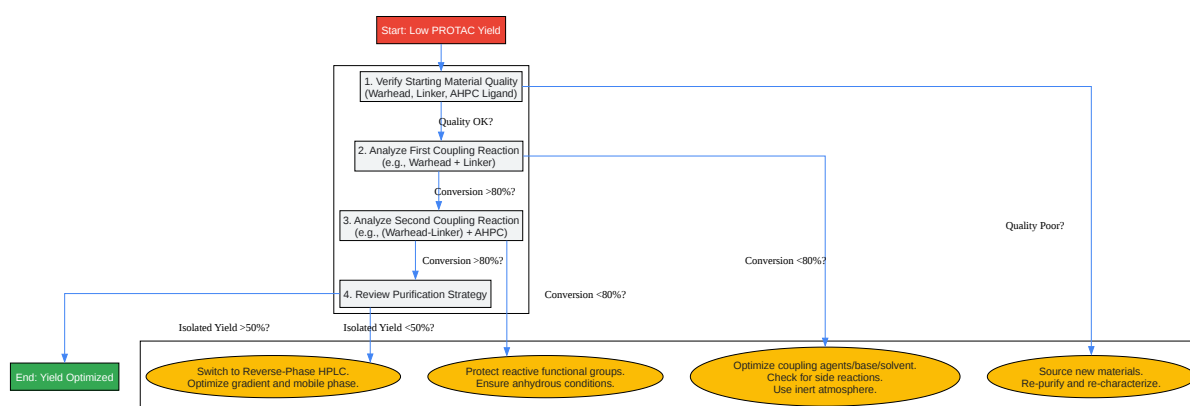 Start: Low PROTAC Yield
1. Verify Starting Material Quality
(Warhead, Linker, AHPC Ligand)
Quality OK?
2. Analyze First Coupling Reaction
(e.g., Warhead + Linker)
Conversion >80%?
3. Analyze Second Coupling Reaction
(e.g., (Warhead-Linker) + AHPC)
Quality Poor?
Conversion >80%?
Conversion <80%?
4. Review Purification Strategy
Conversion <80%?
Isolated Yield >50%?
Isolated Yield <50%?
End: Yield Optimized
Switch to Reverse-Phase HPLC.
Optimize gradient and mobile phase.
Protect reactive functional groups.
Ensure anhydrous conditions.
Optimize coupling agents/base/solvent.
Check for side reactions.
Use inert atmosphere.
Source new materials.
Re-purify and re-characterize.